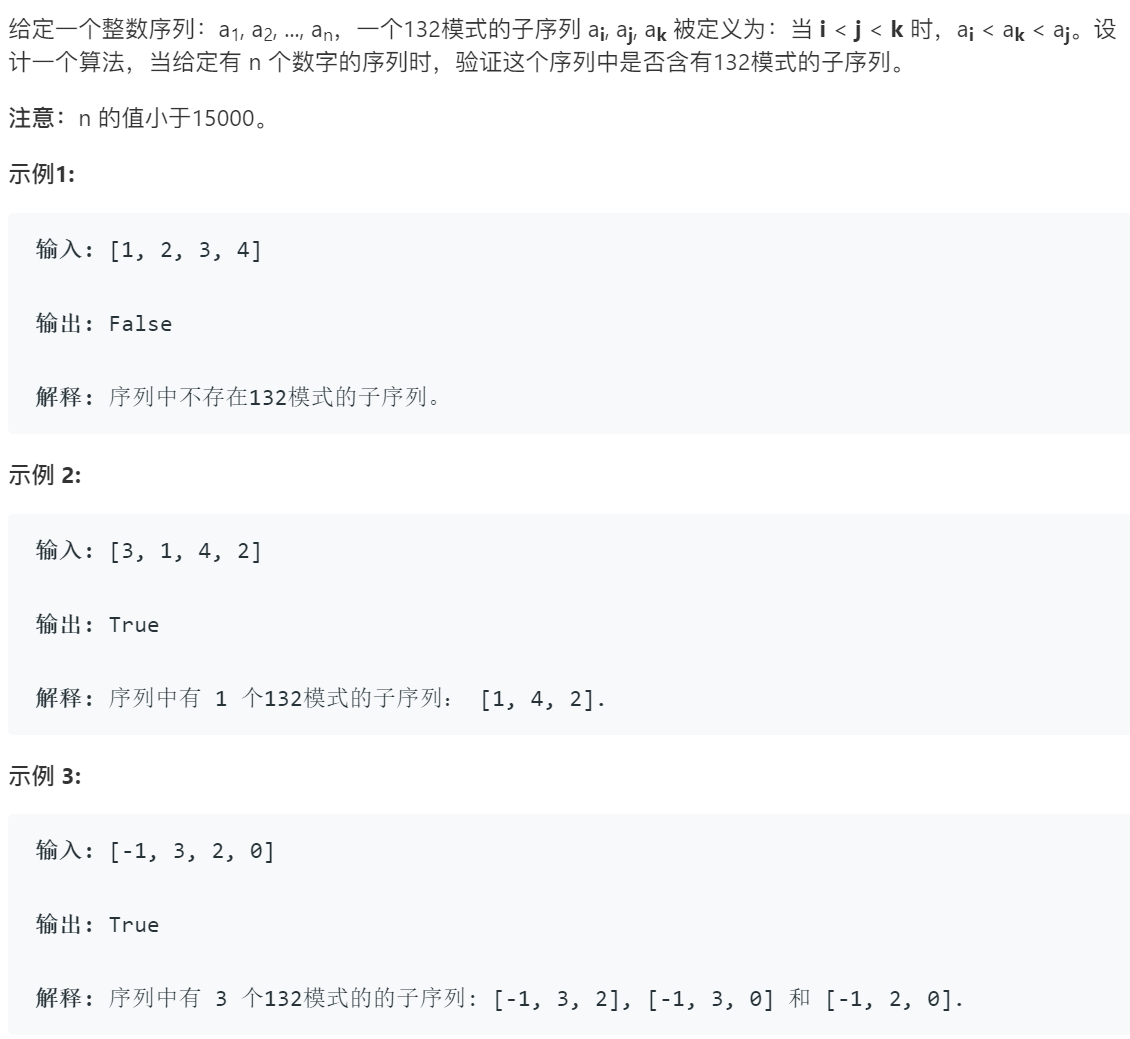 给定一个整数序列：a1, a2, ..., an，一个132模式的子序列 ai, aj, ak 被定义为：当 i < j < k 时，ai < ak < aj。设
计一个算法，当给定有 n 个数字的序列时，验证这个序列中是否含有132模式的子序列。
注意：n 的值小于15000。
示例1:
输入: [1, 2, 3, 4]
输出: False
解释: 序列中不存在132模式的子序列。
示例 2:
输入: [3, 1, 4, 2]
输出: True
解释: 序列中有 1 个132模式的子序列： [1, 4, 2].
示例 3:
输入: [-1, 3, 2, 0]
输出: True
解释: 序列中有 3 个132模式的的子序列: [-1, 3, 2], [-1, 3, 0] 和 [-1, 2, 0].